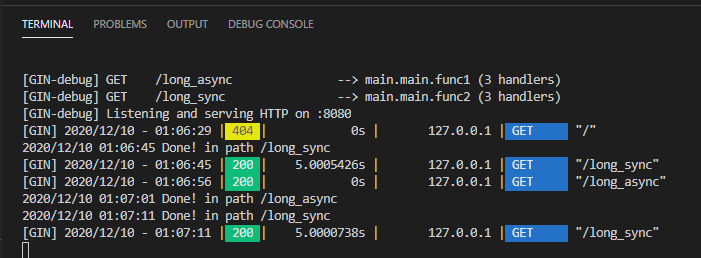 TERMINAL PROBLEMS OUTPUT DEBUG CONSOLE
[GIN-debug] GET    /long_async               --> main.main.func1 (3 handlers)
[GIN-debug] GET    /long_sync                --> main.main.func2 (3 handlers)
[GIN-debug] Listening and serving HTTP on :8080
[GIN] 2020/12/10 - 01:06:29 | 404 |            0s |       127.0.0.1 | GET      "/"
2020/12/10 01:06:45 Done! in path /long_sync
[GIN] 2020/12/10 - 01:06:45 | 200 |    5.0005426s |       127.0.0.1 | GET      "/long_sync"
[GIN] 2020/12/10 - 01:06:56 | 200 |            0s |       127.0.0.1 | GET      "/long_async"
2020/12/10 01:07:01 Done! in path /long_async
2020/12/10 01:07:11 Done! in path /long_sync
[GIN] 2020/12/10 - 01:07:11 | 200 |    5.0000738s |       127.0.0.1 | GET      "/long_sync"